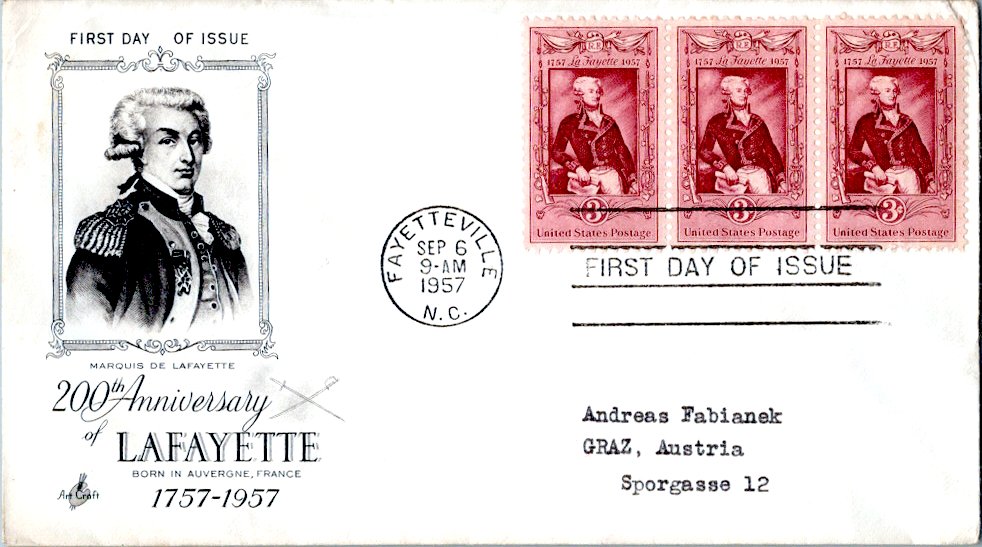 FIRST DAY OF ISSUE
MARQUIS DE LAFAYETTE
200th Anniversary
of LAFAYETTE
BORN IN AUVERGNE, FRANCE
1757-1957
Art Craft
FAYETTEVILLE
SEP 6
9-AM
1957
N.C.
R.F.
1757 La Fayette 1957
3¢
United States Postage
R.F.
1757 La Fayette 1957
3¢
United States Postage
R.F.
1757 La Fayette 1957
3¢
United States Postage
FIRST DAY OF ISSUE
Andreas Fabianek
GRAZ, Austria
Sporgasse 12